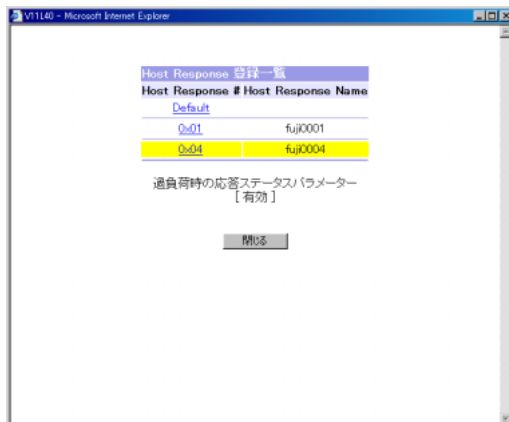 V11L40 - Microsoft Internet Explorer
Host Response 登録一覧
Host Response # Host Response Name
Default
0x01 fuji0001
0x04 fuji0004
過負荷時の応答ステータスパラメーター
[ 有効 ]
閉じる